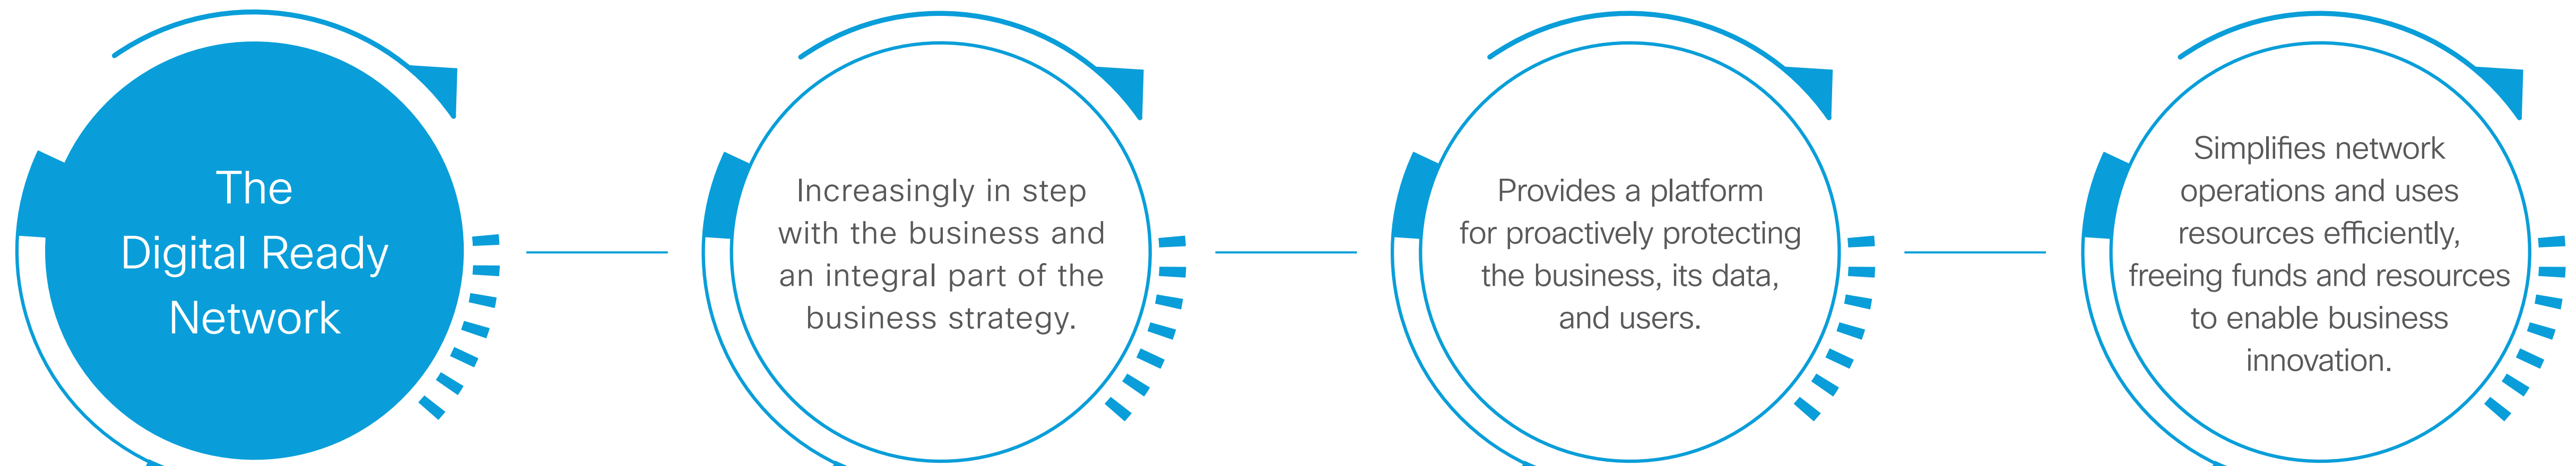 The
Digital Ready
Network
Increasingly in step
with the business and
an integral part of the
business strategy.
Provides a platform
for proactively protecting
the business, its data,
and users.
Simplifies network
operations and uses
resources efficiently,
freeing funds and resources
to enable business
innovation.